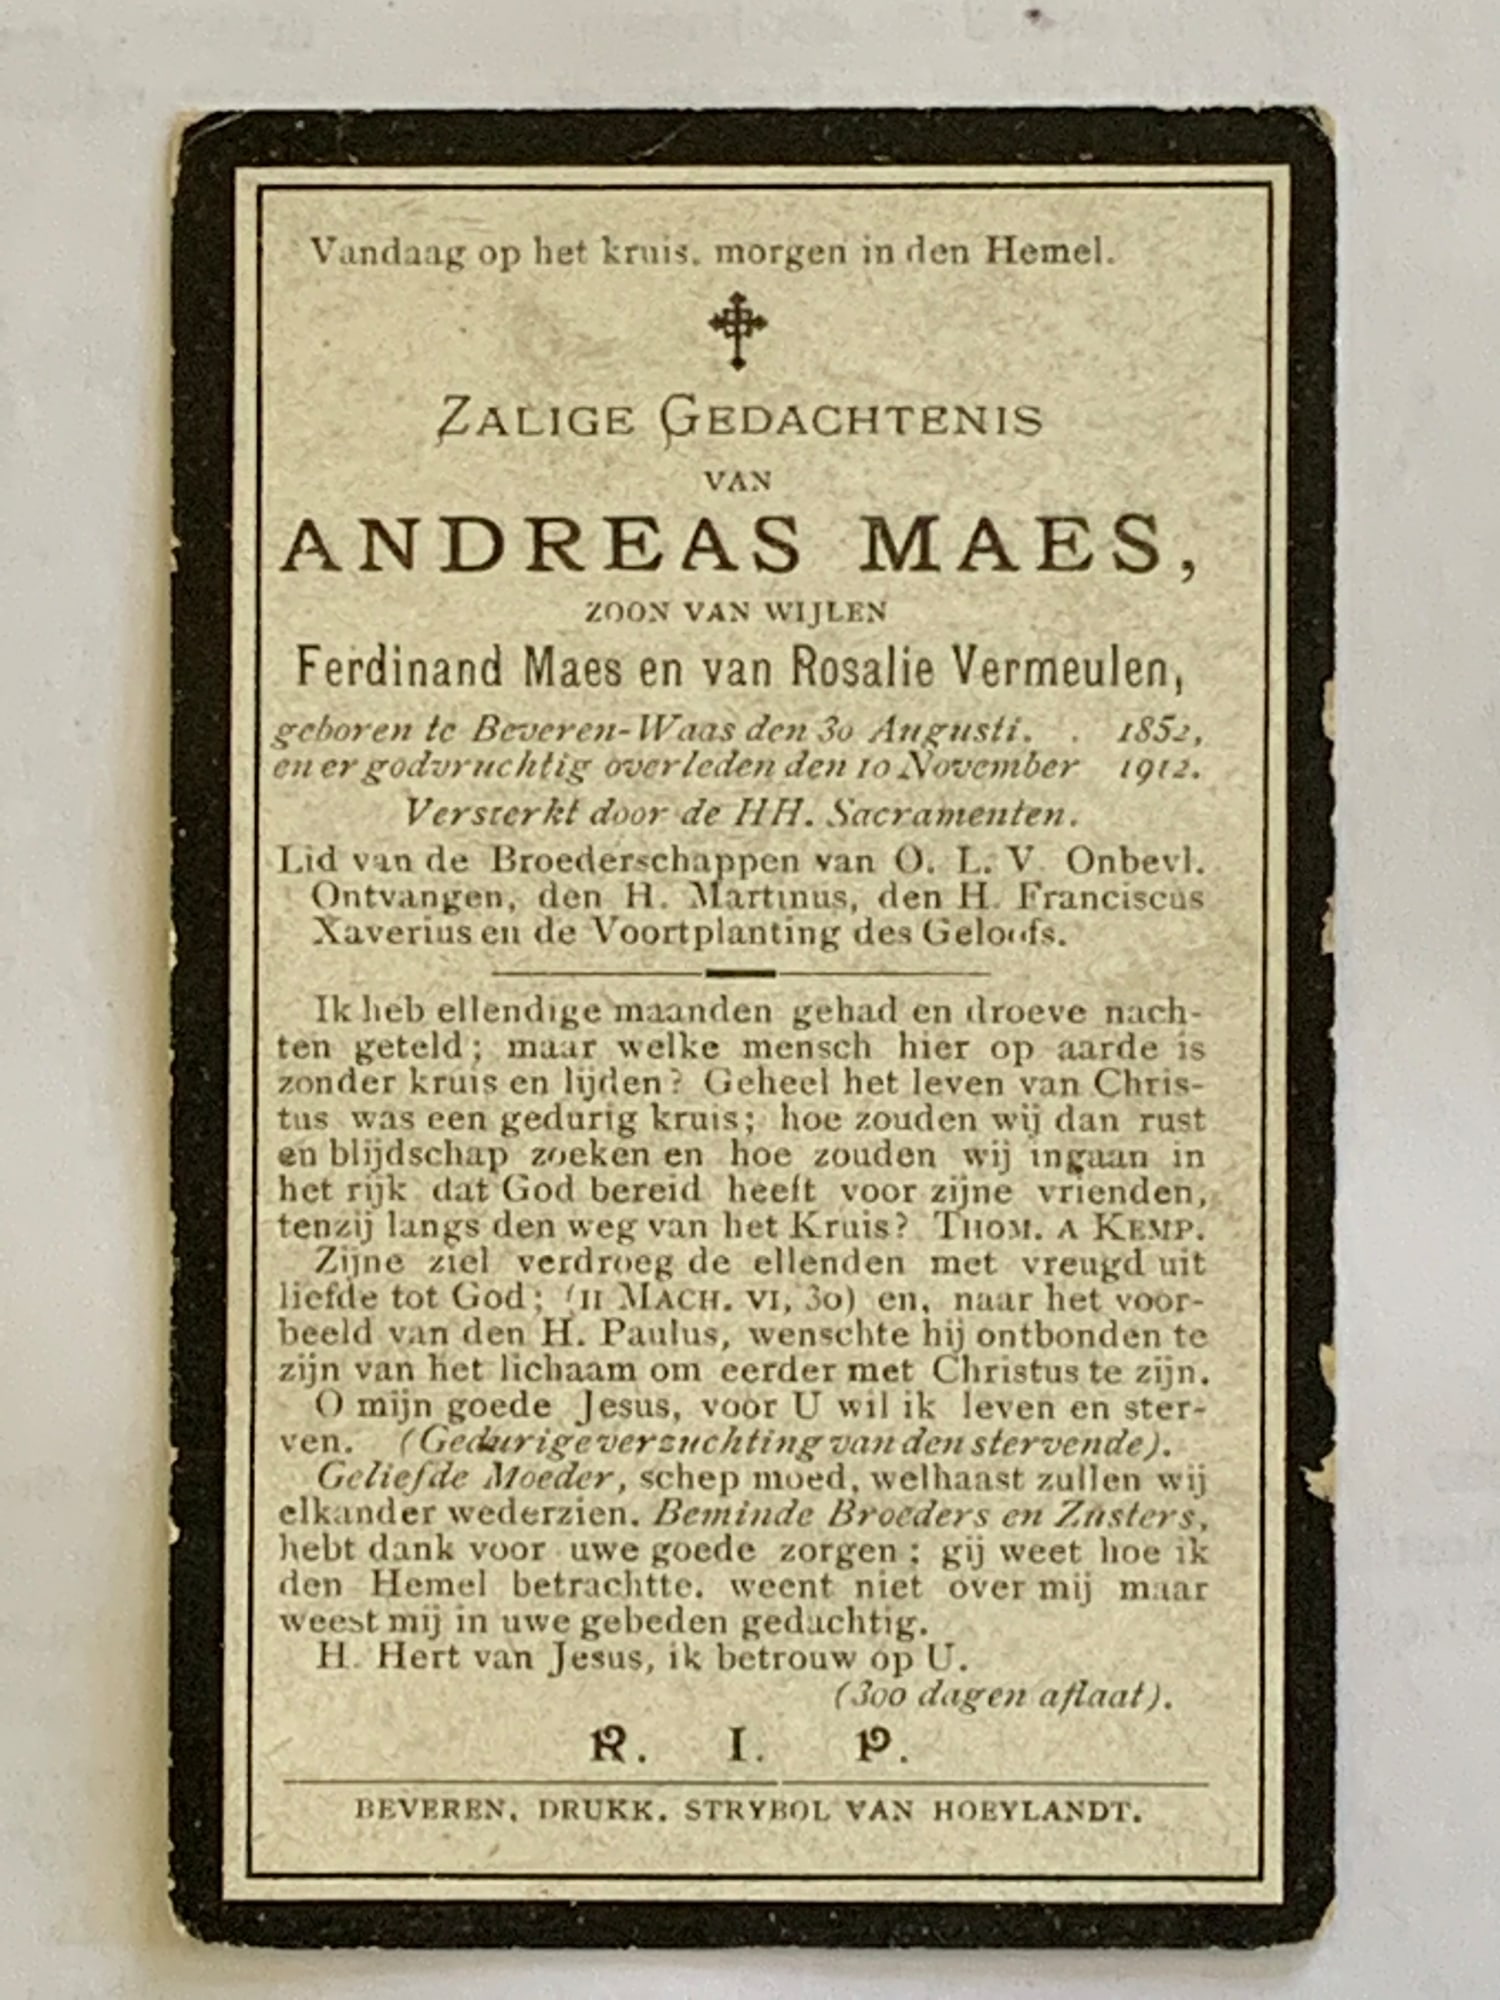 Vandaag op het kruis. morgen in den Hemel.
ZALIGE GEDACHTENIS
VAN
ANDREAS MAES,
ZOON VAN WIJLEN
Ferdinand Maes en van Rosalie Vermeulen,
geboren te Beveren-Waas den 30 Augusti. . 1852,
en er godvruchtig overleden den 10 November 1912.
Versterkt door de HH. Sacramenten.
Lid van de Broederschappen van O. L. V. Onbevl.
Ontvangen, den H. Martinus, den H. Franciscus
Xaverius en de Voortplanting des Geloofs.
Ik heb ellendige maanden gehad en droeve nach-
ten geteld; maar welke mensch hier op aarde is
zonder kruis en lijden? Geheel het leven van Chris-
tus was een gedurig kruis; hoe zouden wij dan rust
en blijdschap zoeken en hoe zouden wij ingaan in
het rijk dat God bereid heeft voor zijne vrienden,
tenzij langs den weg van het Kruis? THOM. A KEMP.
Zijne ziel verdroeg de ellenden met vreugd uit
liefde tot God; (II MACH. VI, 30) en, naar het voor-
beeld van den H. Paulus, wenschte hij ontbonden te
zijn van het lichaam om eerder met Christus te zijn.
O mijn goede Jesus, voor U wil ik leven en ster-
ven. (Gedurige verzuchting van den stervende).
Geliefde Moeder, schep moed, welhaast zullen wij
elkander wederzien. Beminde Broeders en Zusters,
hebt dank voor uwe goede zorgen; gij weet hoe ik
den Hemel betrachtte. weent niet over mij maar
weest mij in uwe gebeden gedachtig.
H. Hert van Jesus, ik betrouw op U.
(300 dagen aflaat).
R. I. P.
BEVEREN, DRUKK. STRYBOL VAN HOEYLANDT.